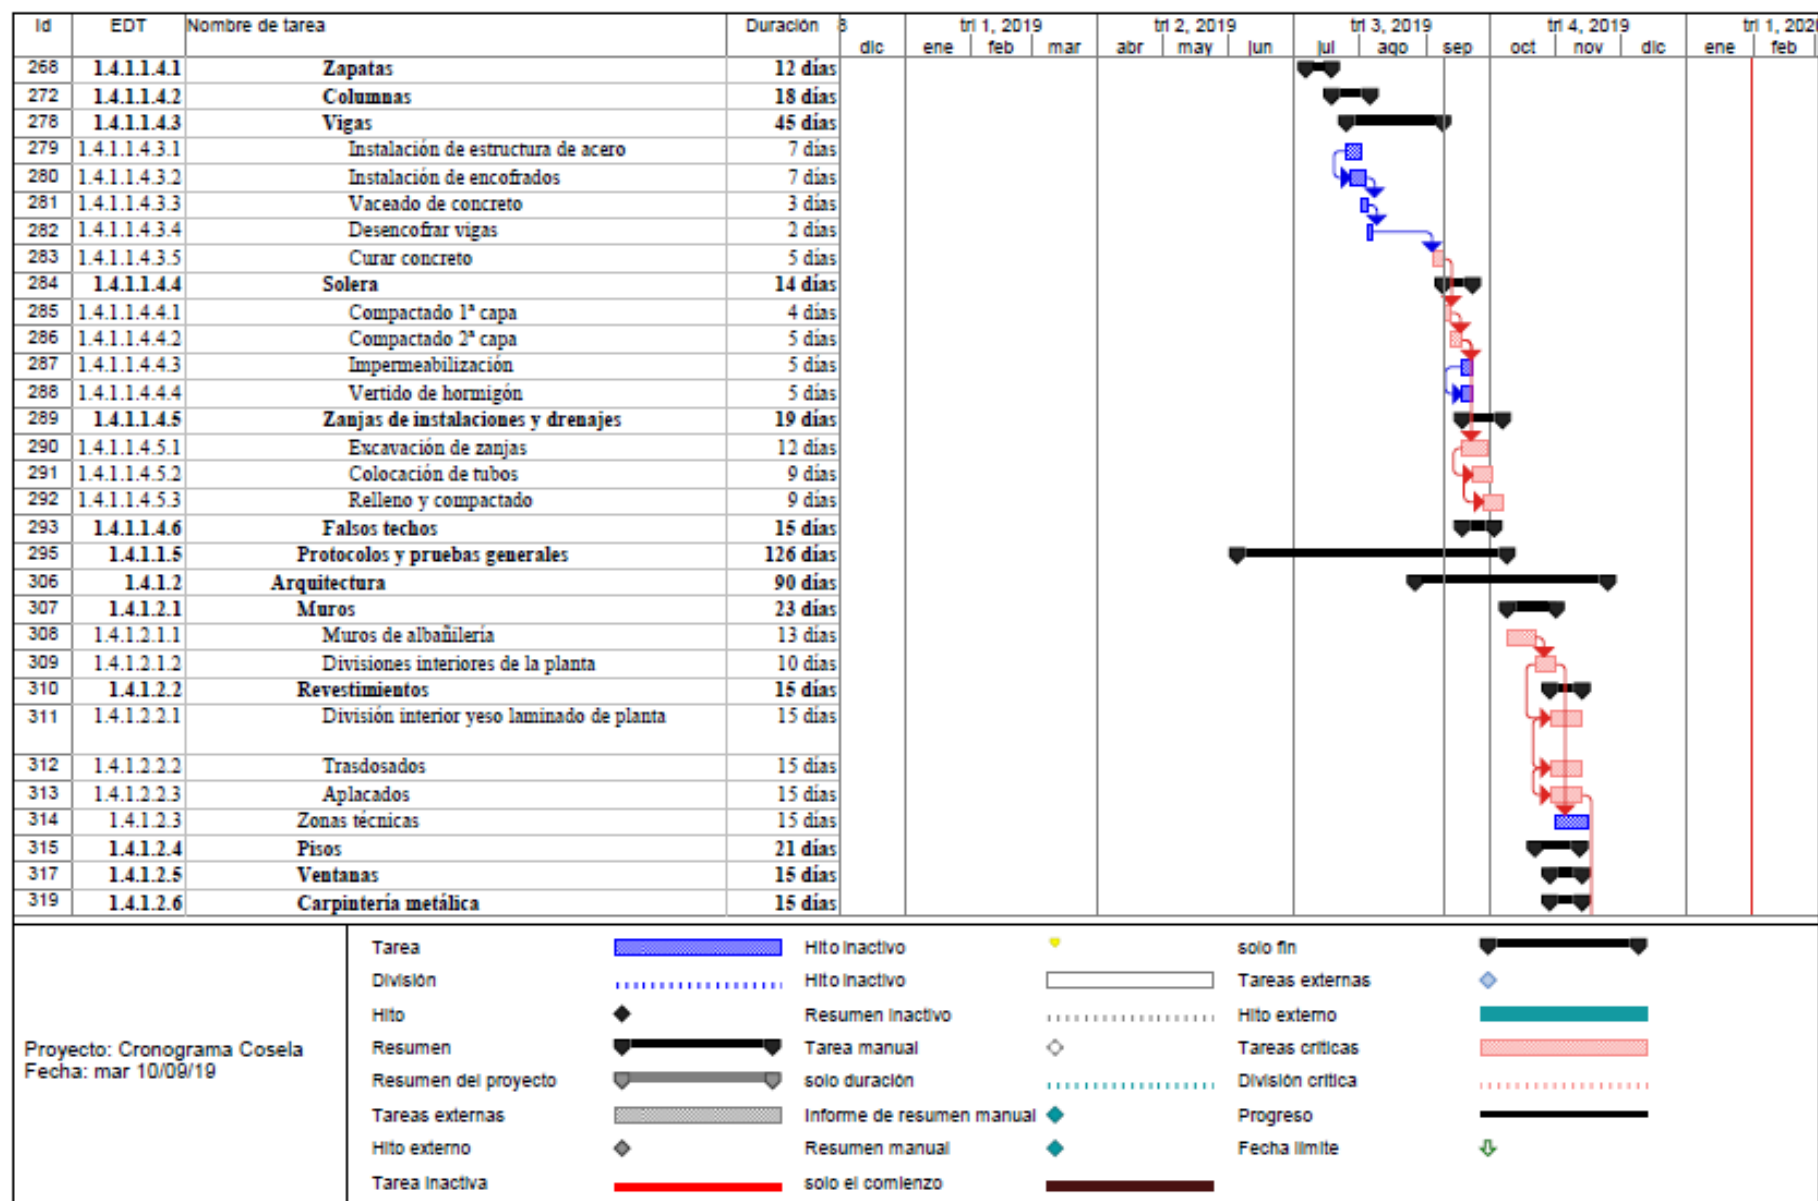 Id EDT Nombre de tarea Duración 8 tri 1, 2019 tri 2, 2019 tri 3, 2019 tri 4, 2019 tri 1, 202
dic ene feb mar abr may jun jul ago sep oct nov dic ene feb
268 1.4.1.1.4.1 Zapatas 12 días
272 1.4.1.1.4.2 Columnas 18 días
278 1.4.1.1.4.3 Vigas 45 días
279 1.4.1.1.4.3.1 Instalación de estructura de acero 7 días
280 1.4.1.1.4.3.2 Instalación de encofrados 7 días
281 1.4.1.1.4.3.3 Vaceado de concreto 3 días
282 1.4.1.1.4.3.4 Desencofrar vigas 2 días
283 1.4.1.1.4.3.5 Curar concreto 5 días
284 1.4.1.1.4.4 Solera 14 días
285 1.4.1.1.4.4.1 Compactado 1ª capa 4 días
286 1.4.1.1.4.4.2 Compactado 2ª capa 5 días
287 1.4.1.1.4.4.3 Impermeabilización 5 días
288 1.4.1.1.4.4.4 Vertido de hormigón 5 días
289 1.4.1.1.4.5 Zanjas de instalaciones y drenajes 19 días
290 1.4.1.1.4.5.1 Excavación de zanjas 12 días
291 1.4.1.1.4.5.2 Colocación de tubos 9 días
292 1.4.1.1.4.5.3 Relleno y compactado 9 días
293 1.4.1.1.4.6 Falsos techos 15 días
295 1.4.1.1.5 Protocolos y pruebas generales 126 días
306 1.4.1.2 Arquitectura 90 días
307 1.4.1.2.1 Muros 23 días
308 1.4.1.2.1.1 Muros de albañilería 13 días
309 1.4.1.2.1.2 Divisiones interiores de la planta 10 días
310 1.4.1.2.2 Revestimientos 15 días
311 1.4.1.2.2.1 División interior yeso laminado de planta 15 días
312 1.4.1.2.2.2 Trasdosados 15 días
313 1.4.1.2.2.3 Aplacados 15 días
314 1.4.1.2.3 Zonas técnicas 15 días
315 1.4.1.2.4 Pisos 21 días
317 1.4.1.2.5 Ventanas 15 días
319 1.4.1.2.6 Carpintería metálica 15 días
Proyecto: Cronograma Cosela
Fecha: mar 10/09/19
Tarea Hito inactivo solo fin
División Hito inactivo Tareas externas
Hito Resumen inactivo Hito externo
Resumen Tarea manual Tareas críticas
Resumen del proyecto solo duración División crítica
Tareas externas Informe de resumen manual Progreso
Hito externo Resumen manual Fecha límite
Tarea inactiva solo el comienzo